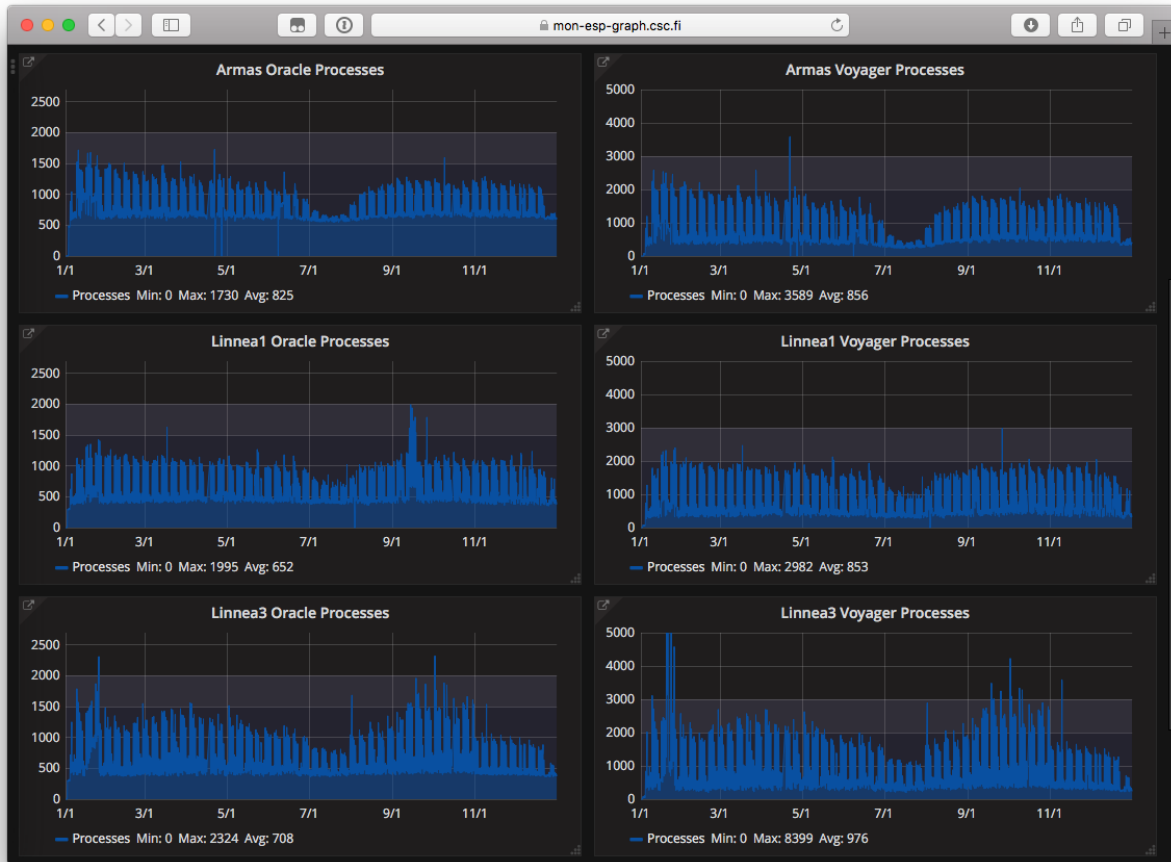 mon-esp-graph.csc.fi
Armas Oracle Processes
2500
2000
1500
1000
500
0
1/1 3/1 5/1 7/1 9/1 11/1
Processes Min: 0 Max: 1730 Avg: 825
Armas Voyager Processes
5000
4000
3000
2000
1000
0
1/1 3/1 5/1 7/1 9/1 11/1
Processes Min: 0 Max: 3589 Avg: 856
Linnea1 Oracle Processes
2500
2000
1500
1000
500
0
1/1 3/1 5/1 7/1 9/1 11/1
Processes Min: 0 Max: 1995 Avg: 652
Linnea1 Voyager Processes
5000
4000
3000
2000
1000
0
1/1 3/1 5/1 7/1 9/1 11/1
Processes Min: 0 Max: 2982 Avg: 853
Linnea3 Oracle Processes
2500
2000
1500
1000
500
0
1/1 3/1 5/1 7/1 9/1 11/1
Processes Min: 0 Max: 2324 Avg: 708
Linnea3 Voyager Processes
5000
4000
3000
2000
1000
0
1/1 3/1 5/1 7/1 9/1 11/1
Processes Min: 0 Max: 8399 Avg: 976